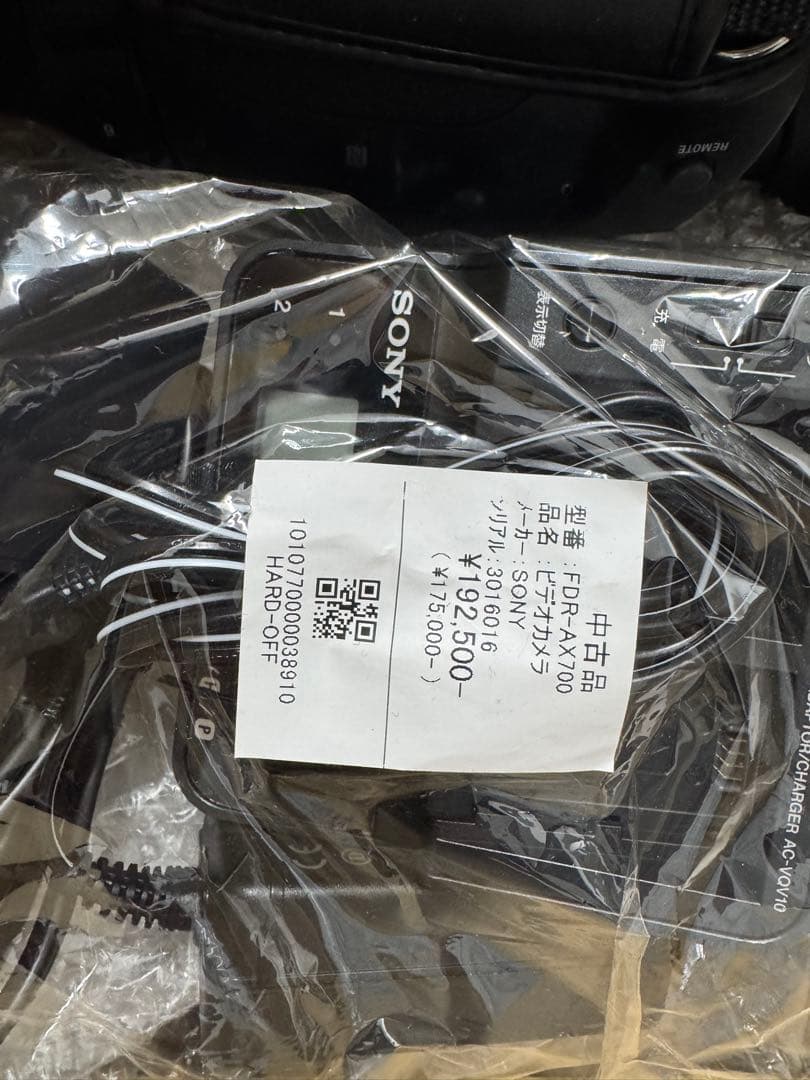 REMOTE
SONY
1
2
表示切替
充電
中古品
型番:FDR-AX700
品名:ビデオカメラ
メーカー:SONY
シリアル:3016016
¥192,500-
(¥175,000-)
1010770000038910
HARD-OFF
P
/CHARGER AC-VQV10